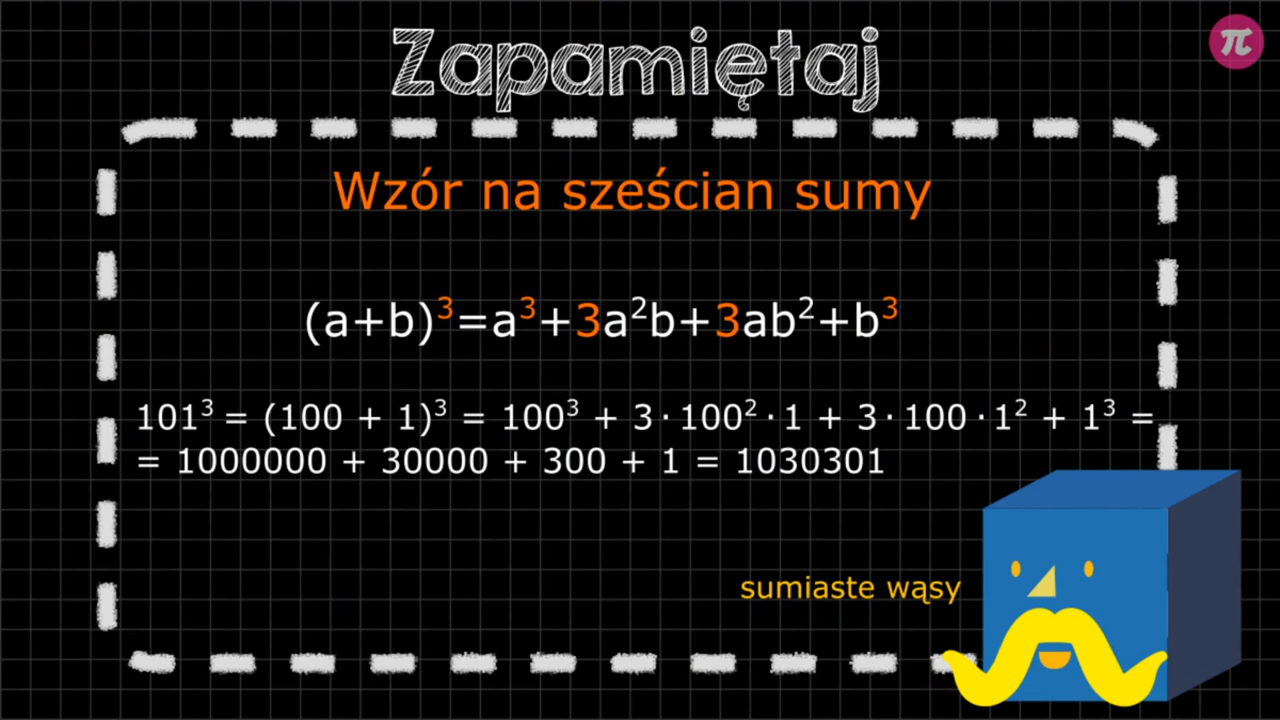 Zapamiętaj
π
Wzór na sześcian sumy
(a+b)³=a³+3a²b+3ab²+b³
101³ = (100 + 1)³ = 100³ + 3·100²·1 + 3·100·1² + 1³ =
= 1000000 + 30000 + 300 + 1 = 1030301
sumiaste wąsy